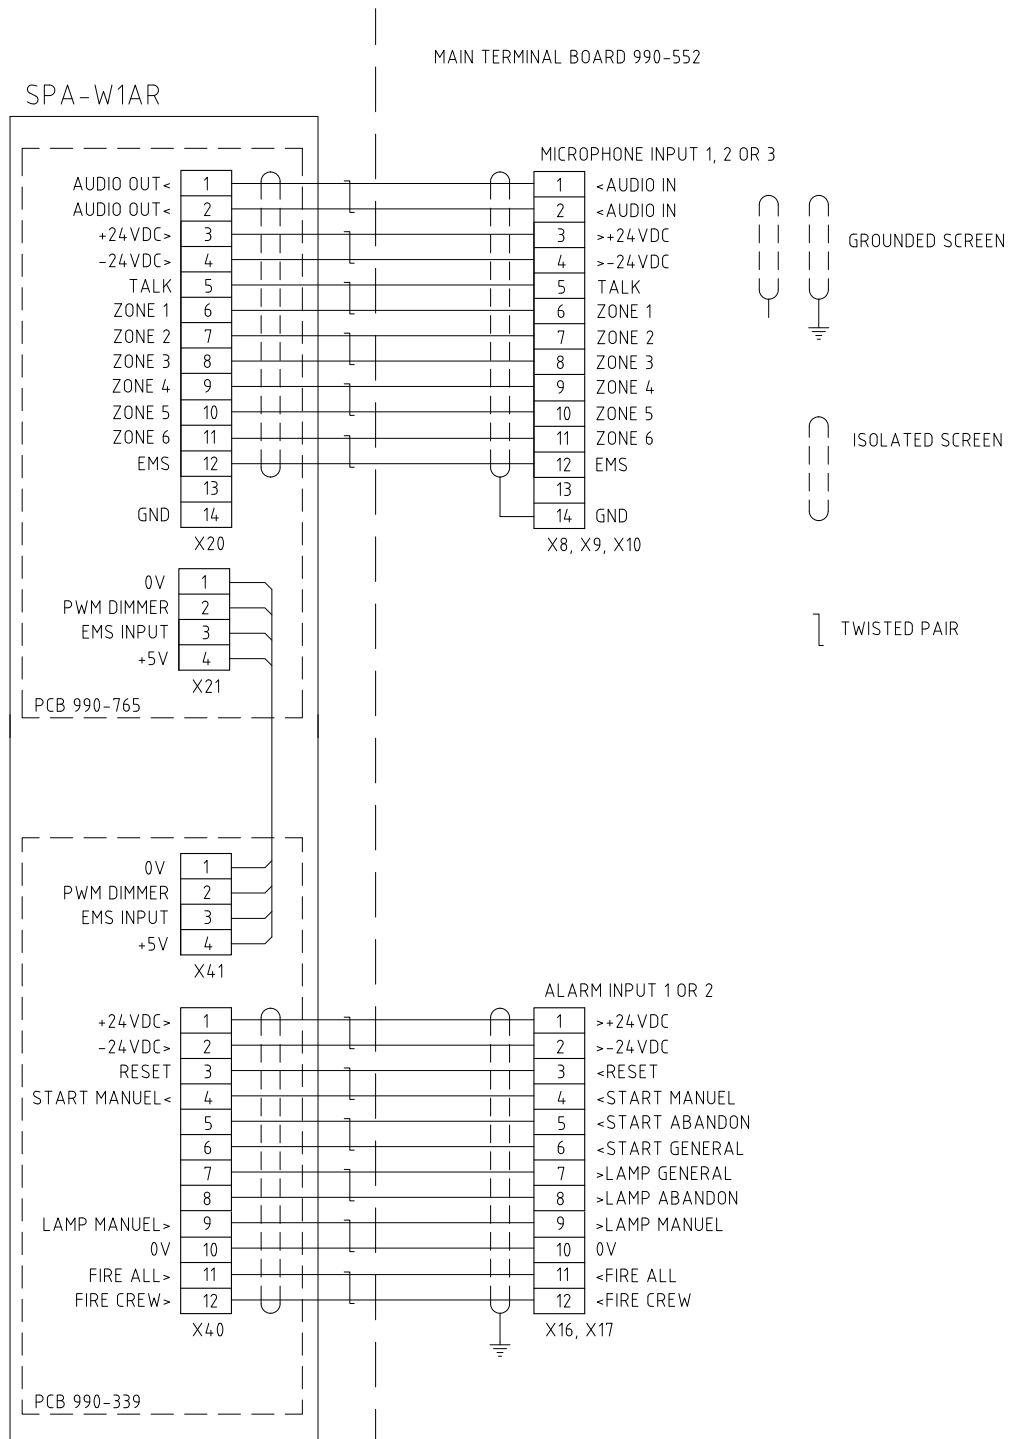 MAIN TERMINAL BOARD 990-552
SPA-W1AR
MICROPHONE INPUT 1, 2 OR 3
AUDIO OUT< 1 1 <AUDIO IN
AUDIO OUT< 2 2 <AUDIO IN
+24VDC> 3 3 >+24VDC
-24VDC> 4 4 >-24VDC
TALK 5 5 TALK
ZONE 1 6 6 ZONE 1
ZONE 2 7 7 ZONE 2
ZONE 3 8 8 ZONE 3
ZONE 4 9 9 ZONE 4
ZONE 5 10 10 ZONE 5
ZONE 6 11 11 ZONE 6
EMS 12 12 EMS
13 13
GND 14 14 GND
X20 X8, X9, X10
GROUNDED SCREEN
ISOLATED SCREEN
TWISTED PAIR
0V 1
PWM DIMMER 2
EMS INPUT 3
+5V 4
X21
PCB 990-765
0V 1
PWM DIMMER 2
EMS INPUT 3
+5V 4
X41
ALARM INPUT 1 OR 2
+24VDC> 1 1 >+24VDC
-24VDC> 2 2 >-24VDC
RESET 3 3 <RESET
START MANUEL< 4 4 <START MANUEL
5 5 <START ABANDON
6 6 <START GENERAL
7 7 >LAMP GENERAL
8 8 >LAMP ABANDON
LAMP MANUEL> 9 9 >LAMP MANUEL
0V 10 10 0V
FIRE ALL> 11 11 <FIRE ALL
FIRE CREW> 12 12 <FIRE CREW
X40 X16, X17
PCB 990-339